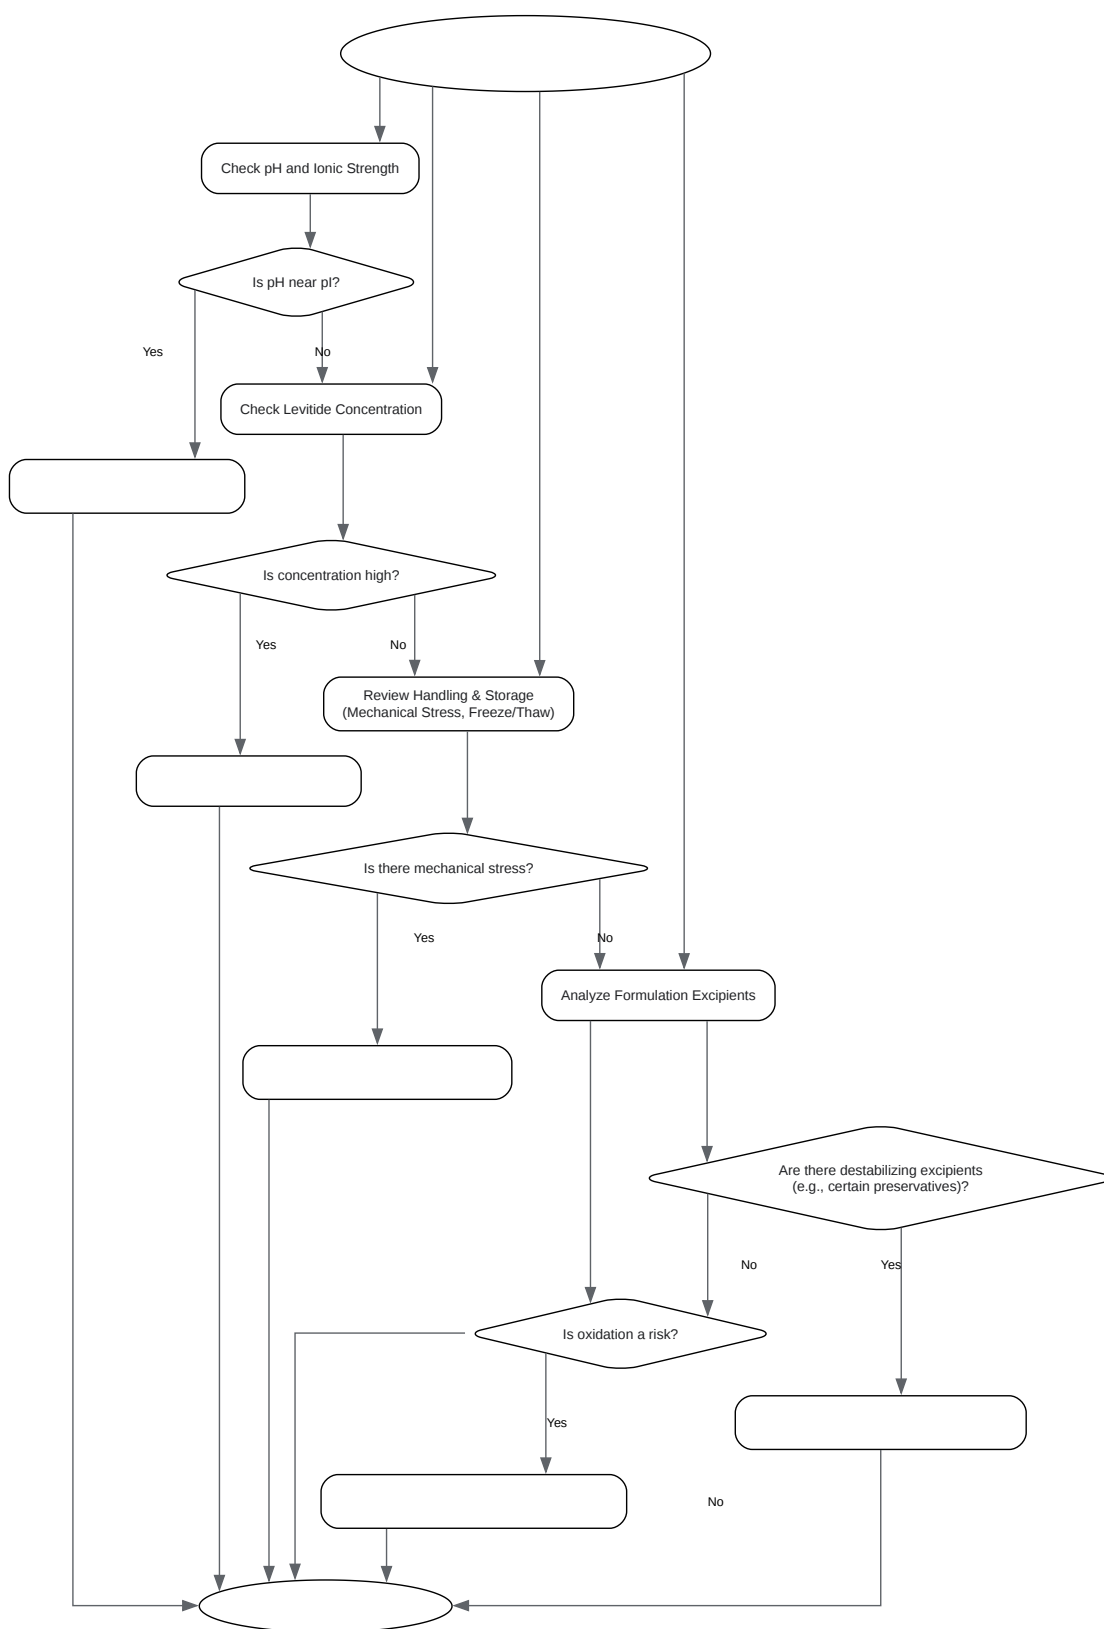 Check pH and Ionic Strength
Is pH near pI?
Yes
No
Check Levitide Concentration
Is concentration high?
Yes
No
Review Handling & Storage
(Mechanical Stress, Freeze/Thaw)
Is there mechanical stress?
Yes
No
Analyze Formulation Excipients
Are there destabilizing excipients
(e.g., certain preservatives)?
No
Yes
Is oxidation a risk?
Yes
No